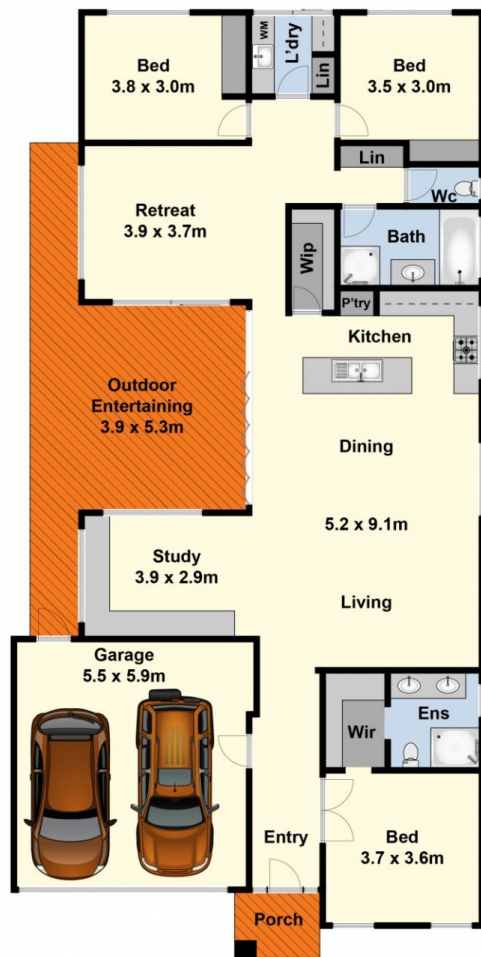 Bed
3.8 x 3.0m
WM
L'dry
Lin
Bed
3.5 x 3.0m
Lin
Wc
Retreat
3.9 x 3.7m
Wip
Bath
P'try
Kitchen
Outdoor
Entertaining
3.9 x 5.3m
Dining
5.2 x 9.1m
Study
3.9 x 2.9m
Living
Garage
5.5 x 5.9m
Wir
Ens
Entry
Bed
3.7 x 3.6m
Porch